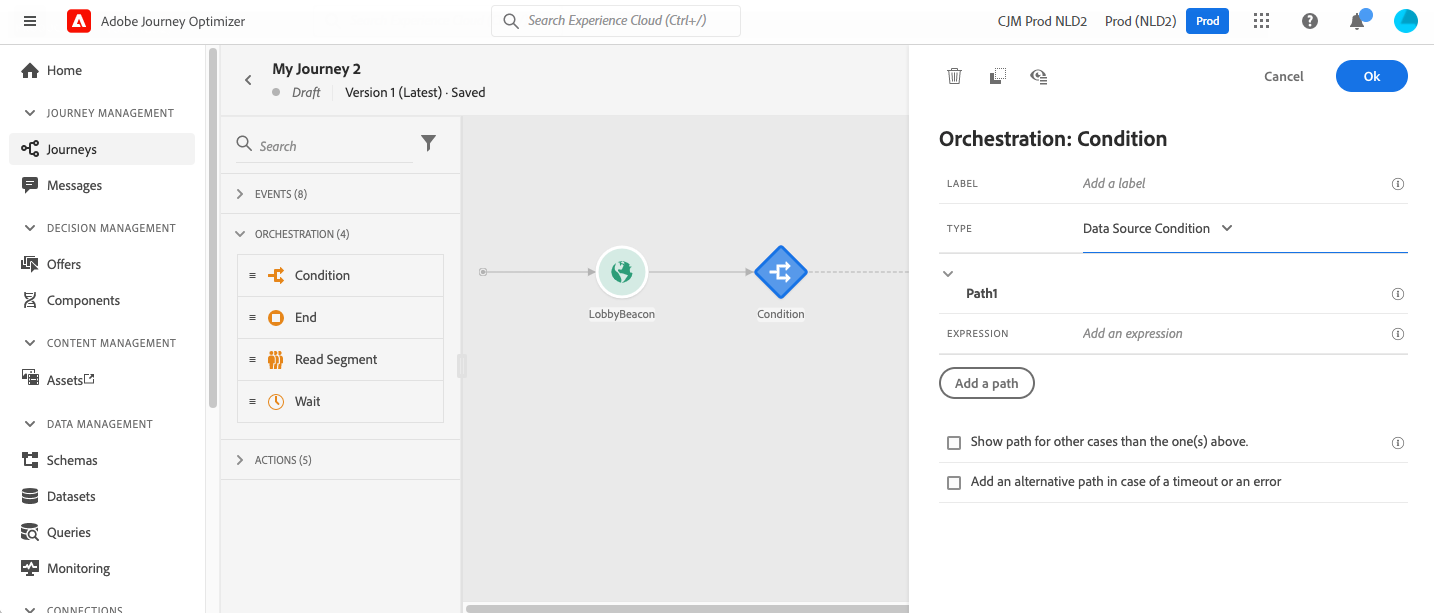 Adobe Journey Optimizer
Search Experience Cloud (Ctrl+/)
CJM Prod NLD2
Prod (NLD2)
Prod
Home
JOURNEY MANAGEMENT
Journeys
Messages
DECISION MANAGEMENT
Offers
Components
CONTENT MANAGEMENT
Assets
DATA MANAGEMENT
Schemas
Datasets
Queries
Monitoring
CONNECTIONS
My Journey 2
Draft
Version 1 (Latest) · Saved
Search
EVENTS (8)
ORCHESTRATION (4)
Condition
End
Read Segment
Wait
ACTIONS (5)
LobbyBeacon
Condition
Cancel
Ok
Orchestration: Condition
LABEL
Add a label
TYPE
Data Source Condition
Path1
EXPRESSION
Add an expression
Add a path
Show path for other cases than the one(s) above.
Add an alternative path in case of a timeout or an error